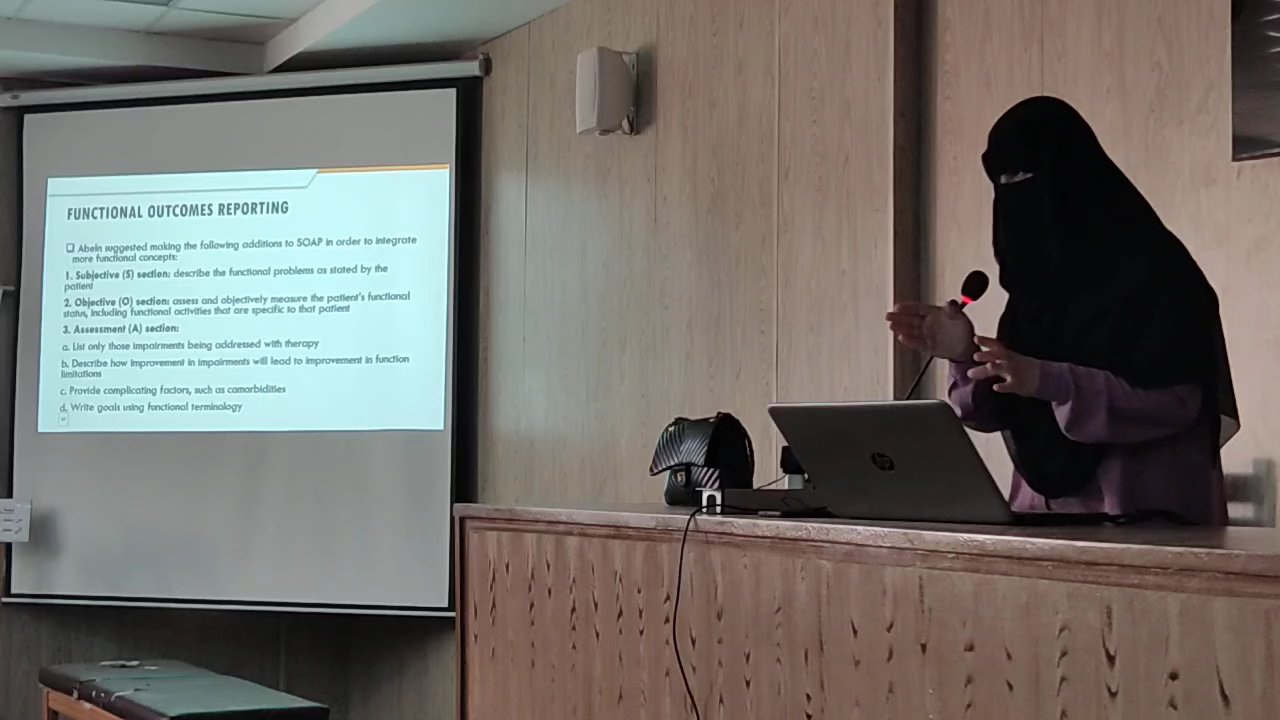 FUNCTIONAL OUTCOMES REPORTING
❑ Abeln suggested making the following additions to SOAP in order to integrate
more functional concepts:
1. Subjective (S) section: describe the functional problems as stated by the
patient
2. Objective (O) section: assess and objectively measure the patient's functional
status, including functional activities that are specific to that patient
3. Assessment (A) section:
a. List only those impairments being addressed with therapy
b. Describe how improvement in impairments will lead to improvement in function
limitations
c. Provide complicating factors, such as comorbidities
d. Write goals using functional terminology
hp